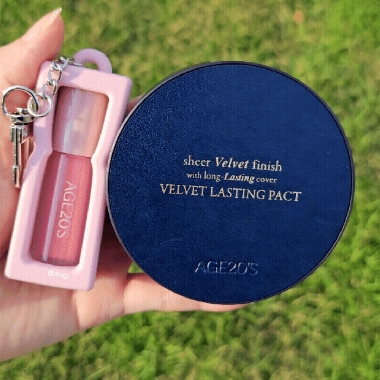 sheer Velvet finish
with long-Lasting cover
VELVET LASTING PACT
AGE20'S
AGE20'S